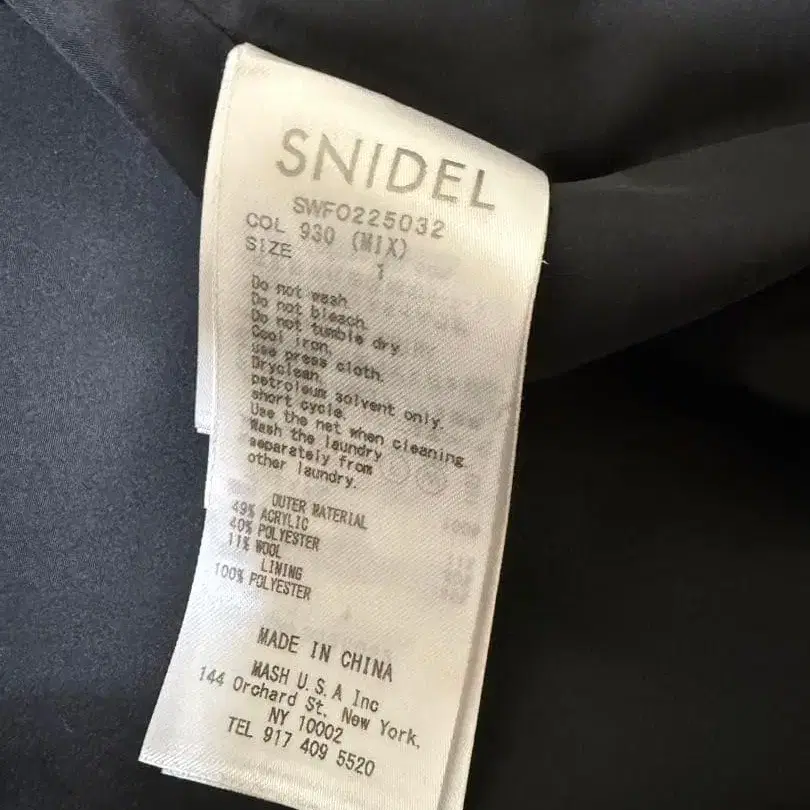 SNIDEL
SWFO225032
COL 930 (MIX)
SIZE 1
Do not wash.
Do not bleach.
Do not tumble dry.
Cool iron.
use press cloth.
Dryclean.
petroleum solvent only.
short cycle.
Use the net when cleaning.
Wash the laundry
separately from
other laundry.
OUTER MATERIAL
49% ACRYLIC
40% POLYESTER
11% WOOL
LINING
100% POLYESTER
MADE IN CHINA
MASH U.S.A Inc
144 Orchard St. New York,
NY 10002
TEL 917 409 5520